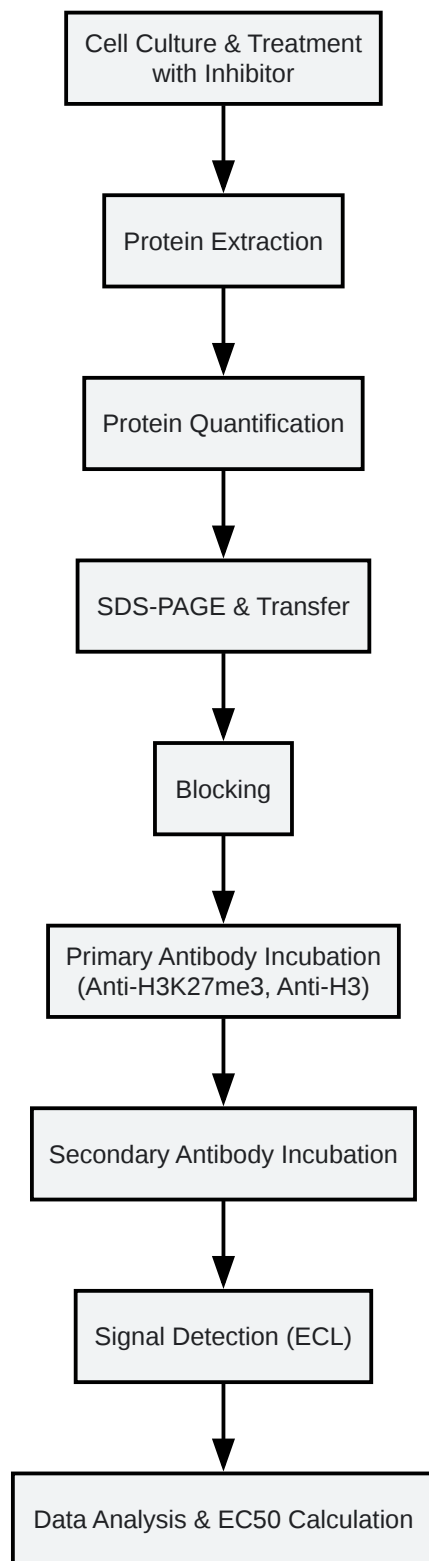 Cell Culture & Treatment
with Inhibitor
Protein Extraction
Protein Quantification
SDS-PAGE & Transfer
Blocking
Primary Antibody Incubation
(Anti-H3K27me3, Anti-H3)
Secondary Antibody Incubation
Signal Detection (ECL)
Data Analysis & EC50 Calculation